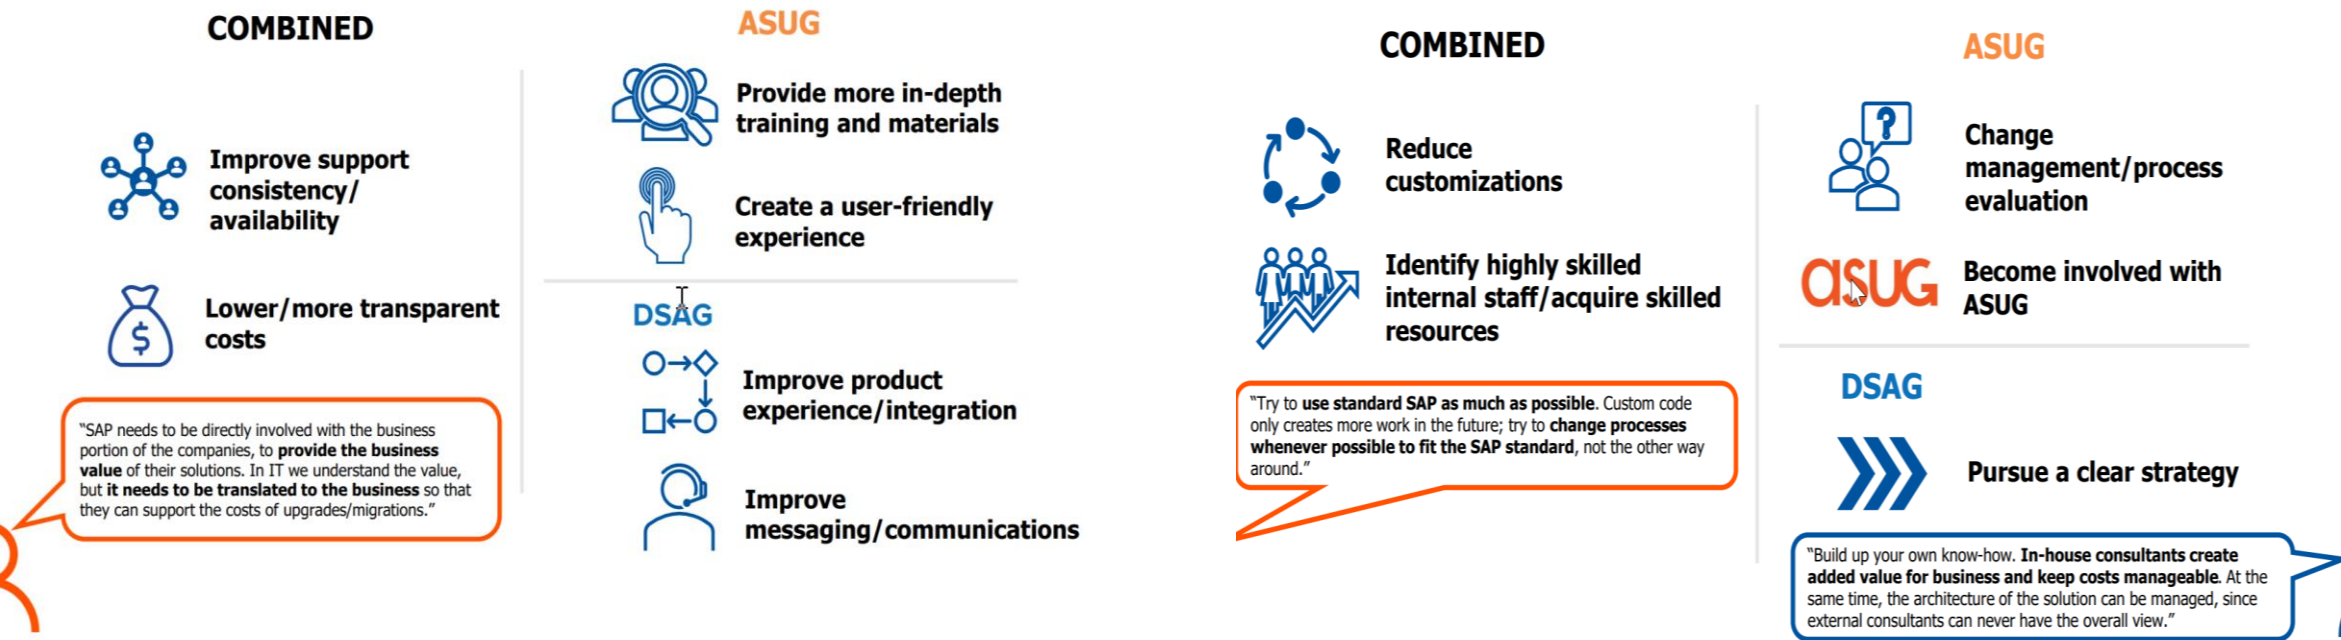 COMBINED
Improve support
consistency/
availability
$
Lower/more transparent
costs
"SAP needs to be directly involved with the business
portion of the companies, to provide the business
value of their solutions. In IT we understand the value,
but it needs to be translated to the business so that
they can support the costs of upgrades/migrations."
ASUG
Provide more in-depth
training and materials
Create a user-friendly
experience
DSAG
Improve product
experience/integration
Improve
messaging/communications
COMBINED
Reduce
customizations
Identify highly skilled
internal staff/acquire skilled
resources
"Try to use standard SAP as much as possible. Custom code
only creates more work in the future; try to change processes
whenever possible to fit the SAP standard, not the other way
around."
ASUG
?
Change
management/process
evaluation
asug
Become involved with
ASUG
DSAG
Pursue a clear strategy
"Build up your own know-how. In-house consultants create
added value for business and keep costs manageable. At the
same time, the architecture of the solution can be managed, since
external consultants can never have the overall view."